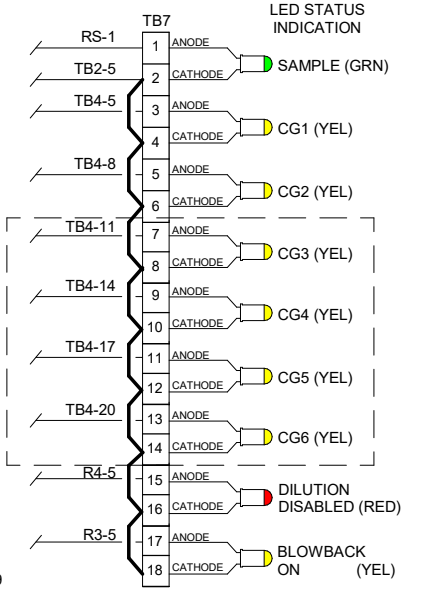 LED STATUS
INDICATION
TB7
RS-1 1 ANODE
SAMPLE (GRN)
TB2-5 2 CATHODE
TB4-5 3 ANODE
CG1 (YEL)
4 CATHODE
TB4-8 5 ANODE
CG2 (YEL)
6 CATHODE
TB4-11 7 ANODE
CG3 (YEL)
8 CATHODE
TB4-14 9 ANODE
CG4 (YEL)
10 CATHODE
TB4-17 11 ANODE
CG5 (YEL)
12 CATHODE
TB4-20 13 ANODE
CG6 (YEL)
14 CATHODE
R4-5 15 ANODE
DILUTION
DISABLED (RED)
16 CATHODE
R3-5 17 ANODE
BLOWBACK
ON (YEL)
18 CATHODE